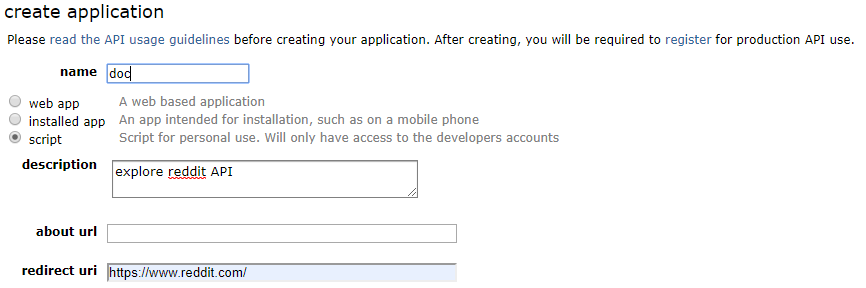 create application
Please read the API usage guidelines before creating your application. After creating, you will be required to register for production API use.
name doc
web app A web based application
installed app An app intended for installation, such as on a mobile phone
script Script for personal use. Will only have access to the developers accounts
description explore reddit API
about url
redirect uri https://www.reddit.com/